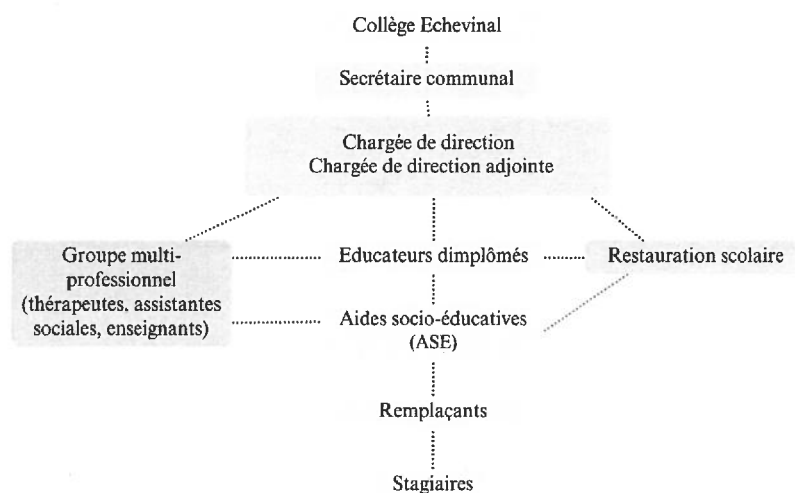 Collège Echevinal
Secrétaire communal
Chargée de direction
Chargée de direction adjointe
Groupe multi-
professionnel
(thérapeutes, assistantes
sociales, enseignants)
Educateurs dimplômés
Restauration scolaire
Aides socio-éducatives
(ASE)
Remplaçants
Stagiaires